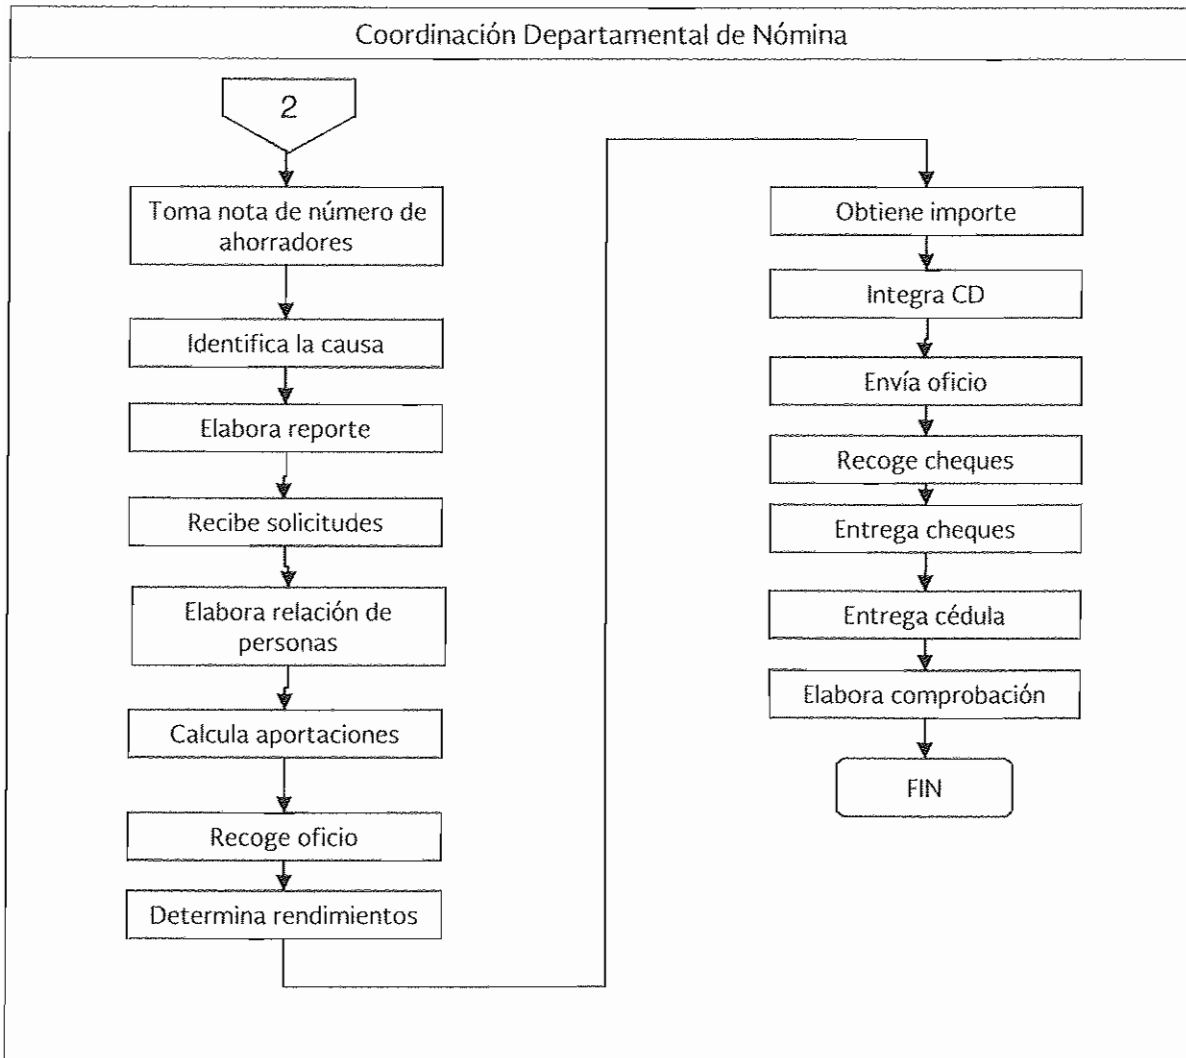 Coordinación Departamental de Nómina
2
Toma nota de número de
ahorradores
Identifica la causa
Elabora reporte
Recibe solicitudes
Elabora relación de
personas
Calcula aportaciones
Recoge oficio
Determina rendimientos
Obtiene importe
Integra CD
Envía oficio
Recoge cheques
Entrega cheques
Entrega cédula
Elabora comprobación
FIN